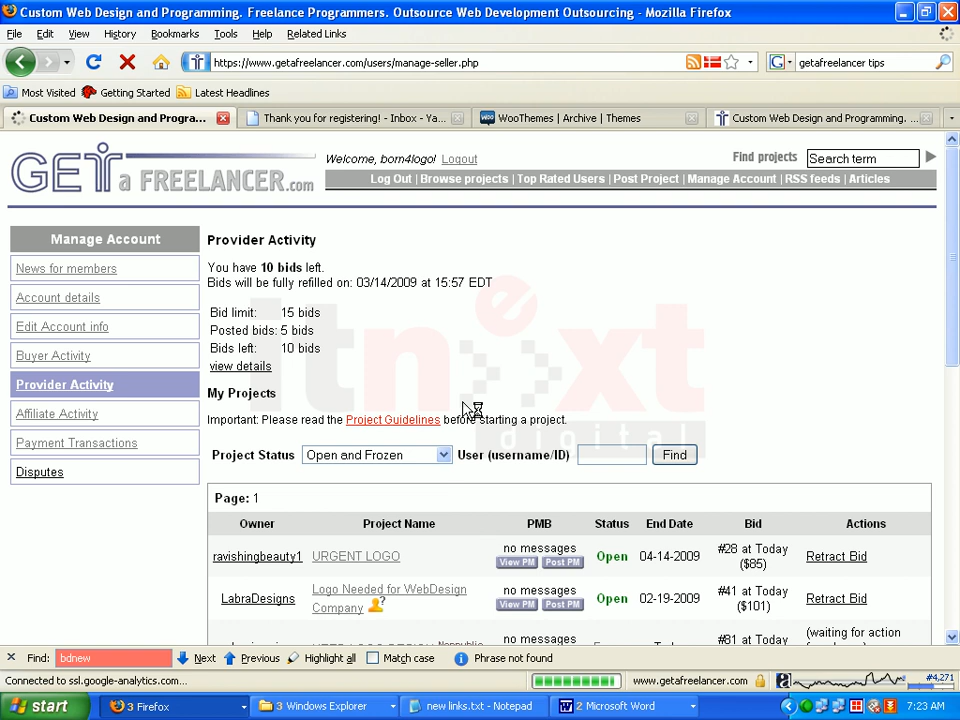 Custom Web Design and Programming. Freelance Programmers. Outsource Web Development Outsourcing - Mozilla Firefox
File Edit View History Bookmarks Tools Help Related Links
https://www.getafreelancer.com/users/manage-seller.php
getafreelancer tips
Most Visited Getting Started Latest Headlines
Custom Web Design and Progra...
Thank you for registering! - Inbox - Ya...
WooThemes | Archive | Themes
Custom Web Design and Programming. ...
GET a FREELANCER.com
Welcome, born4logo! Logout
Find projects Search term
Log Out | Browse projects | Top Rated Users | Post Project | Manage Account | RSS feeds | Articles
Manage Account
News for members
Account details
Edit Account info
Buyer Activity
Provider Activity
Affiliate Activity
Payment Transactions
Disputes
Provider Activity
You have 10 bids left.
Bids will be fully refilled on: 03/14/2009 at 15:57 EDT
Bid limit: 15 bids
Posted bids: 5 bids
Bids left: 10 bids
view details
itnext
digital
My Projects
Important: Please read the Project Guidelines before starting a project.
Project Status Open and Frozen User (username/ID) Find
Page: 1
Owner Project Name PMB Status End Date Bid Actions
ravishingbeauty1 URGENT LOGO no messages View PM Post PM Open 04-14-2009 #28 at Today ($85) Retract Bid
LabraDesigns Logo Needed for WebDesign Company no messages View PM Post PM Open 02-19-2009 #41 at Today ($101) Retract Bid
no messages #81 at Today (waiting for action
Find: bdnew Next Previous Highlight all Match case Phrase not found
Connected to ssl.google-analytics.com... www.getafreelancer.com #4,271
start 3 Firefox 3 Windows Explorer new links.txt - Notepad 2 Microsoft Word 7:23 AM